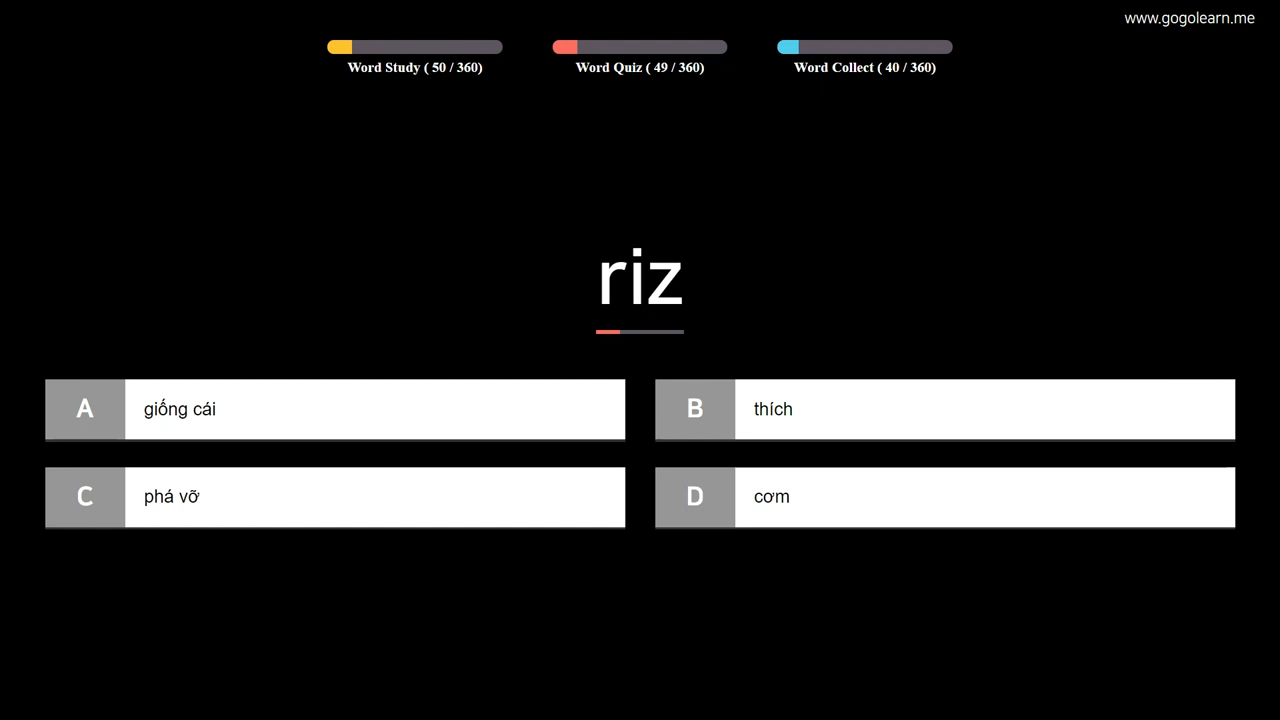 www.gogolearn.me
Word Study ( 50 / 360)
Word Quiz ( 49 / 360)
Word Collect ( 40 / 360)
riz
A giống cái
B thích
C phá vỡ
D cơm